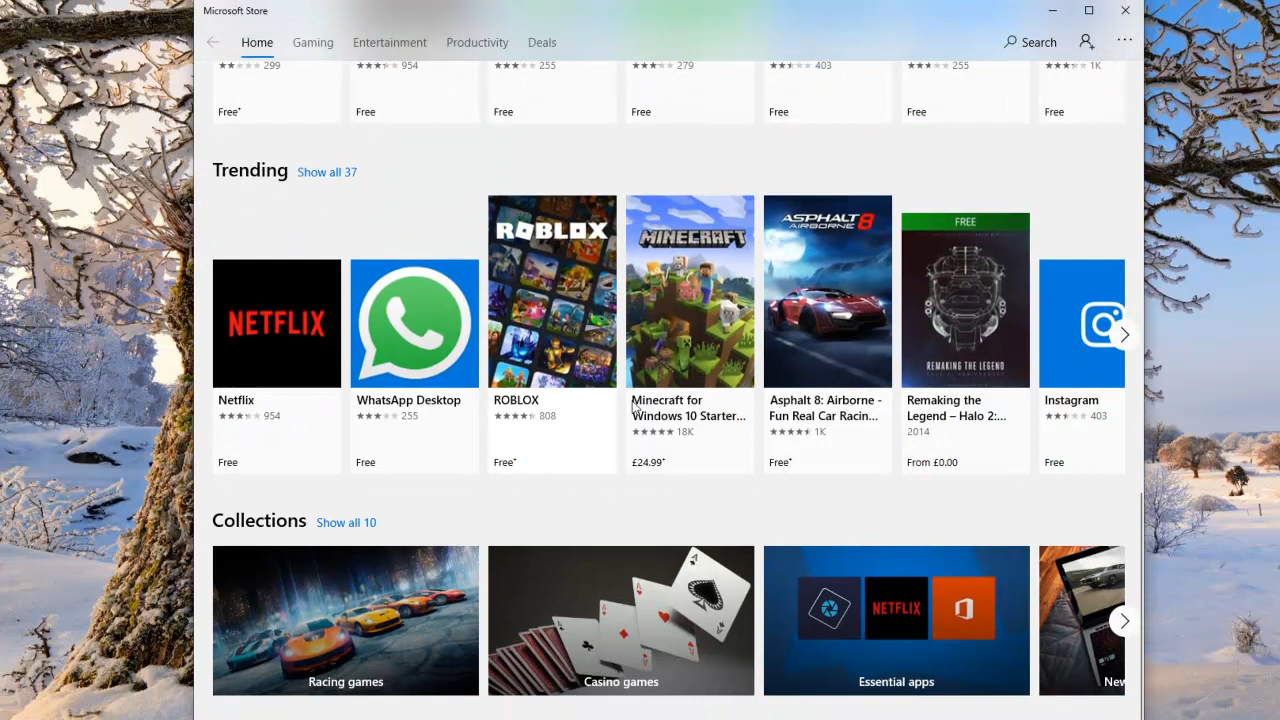 Microsoft Store
Home Gaming Entertainment Productivity Deals Search
299 954 255 279 403 255 1K
Free* Free Free Free Free Free Free
Trending Show all 37
NETFLIX
ROBLOX
MINECRAFT
ASPHALT 8
AIRBORNE
FREE
REMAKING THE LEGEND
Netflix
954
Free
WhatsApp Desktop
255
Free
ROBLOX
808
Free*
Minecraft for
Windows 10 Starter...
18K
£24.99*
Asphalt 8: Airborne -
Fun Real Car Racin...
1K
Free*
Remaking the
Legend – Halo 2:...
2014
From £0.00
Instagram
403
Free
Collections Show all 10
Racing games
Casino games
NETFLIX
Essential apps
New